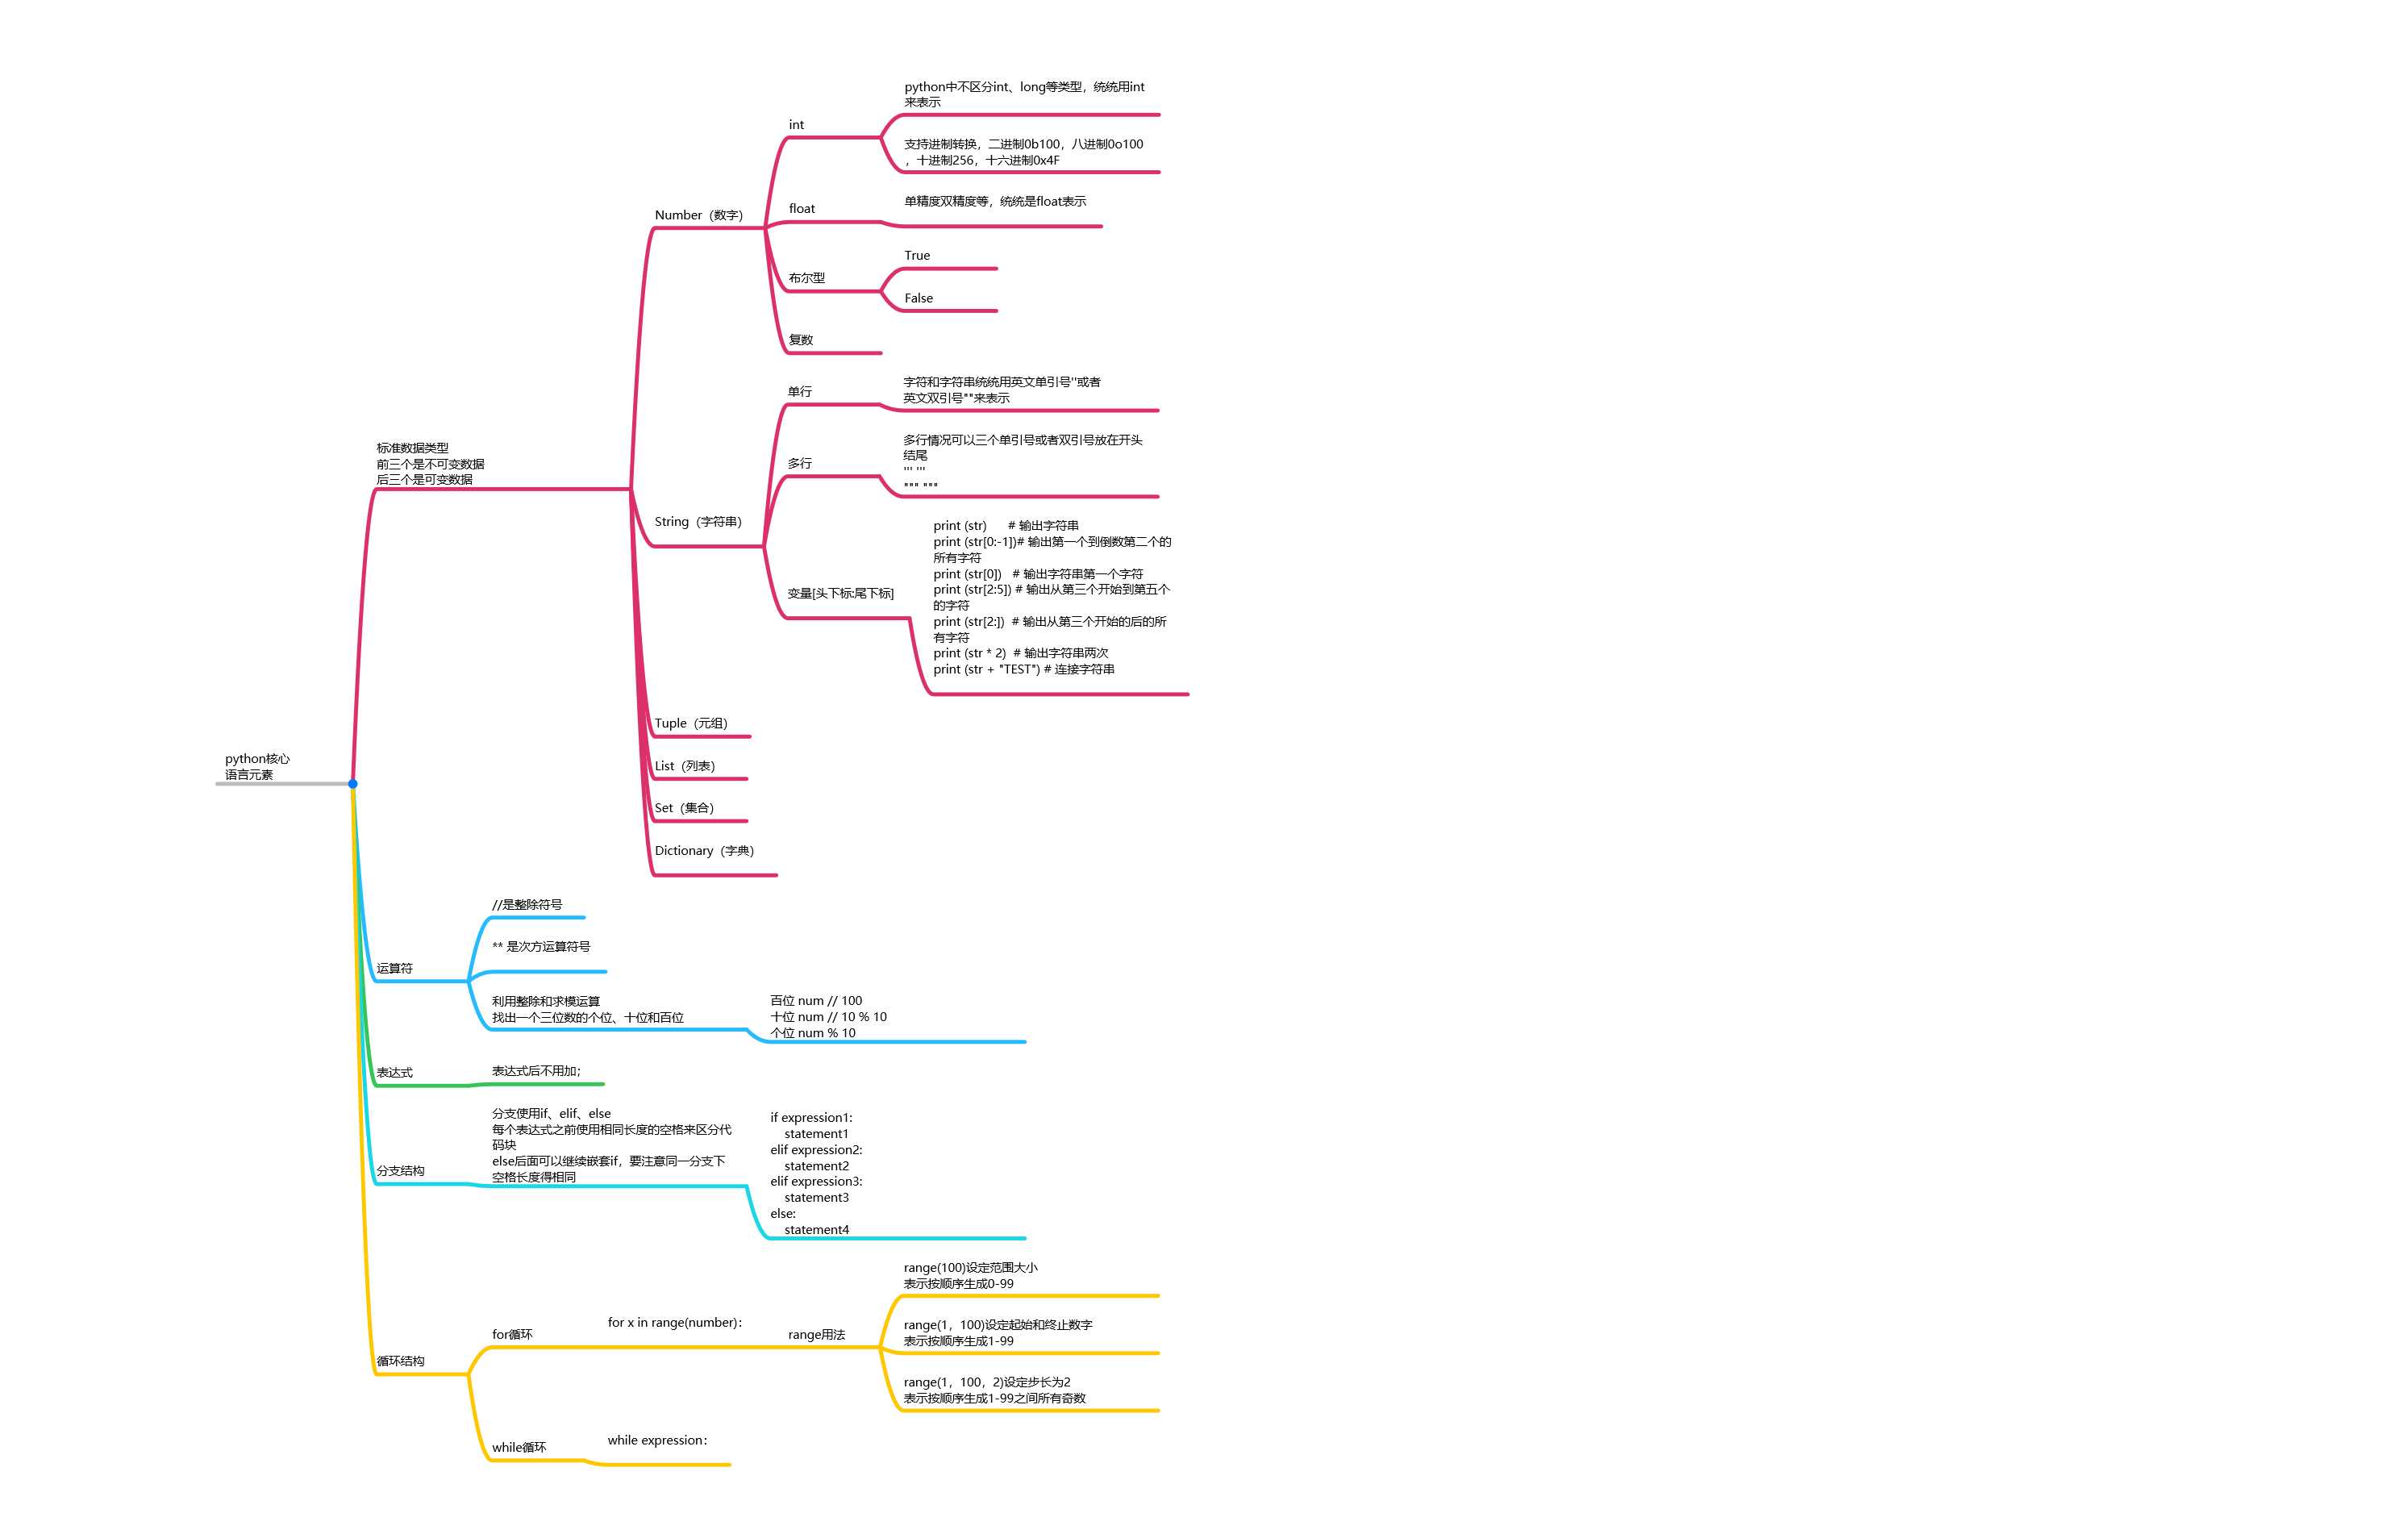 python核心
语言元素
标准数据类型
前三个是不可变数据
后三个是可变数据
Number（数字）
int
python中不区分int、long等类型，统统用int
来表示
支持进制转换，二进制0b100，八进制0o100
，十进制256，十六进制0x4F
float
单精度双精度等，统统是float表示
布尔型
True
False
复数
String（字符串）
单行
字符和字符串统统用英文单引号''或者
英文双引号""来表示
多行
多行情况可以三个单引号或者双引号放在开头
结尾
''' '''
""" """
变量[头下标:尾下标]
print (str)      # 输出字符串
print (str[0:-1])# 输出第一个到倒数第二个的
所有字符
print (str[0])   # 输出字符串第一个字符
print (str[2:5]) # 输出从第三个开始到第五个
的字符
print (str[2:])  # 输出从第三个开始的后的所
有字符
print (str * 2)  # 输出字符串两次
print (str + "TEST") # 连接字符串
Tuple（元组）
List（列表）
Set（集合）
Dictionary（字典）
运算符
//是整除符号
** 是次方运算符号
利用整除和求模运算
找出一个三位数的个位、十位和百位
百位 num // 100
十位 num // 10 % 10
个位 num % 10
表达式
表达式后不用加；
分支结构
分支使用if、elif、else
每个表达式之前使用相同长度的空格来区分代
码块
else后面可以继续嵌套if，要注意同一分支下
空格长度得相同
if expression1:
    statement1
elif expression2:
    statement2
elif expression3:
    statement3
else:
    statement4
循环结构
for循环
for x in range(number)：
range用法
range(100)设定范围大小
表示按顺序生成0-99
range(1，100)设定起始和终止数字
表示按顺序生成1-99
range(1，100，2)设定步长为2
表示按顺序生成1-99之间所有奇数
while循环
while expression：